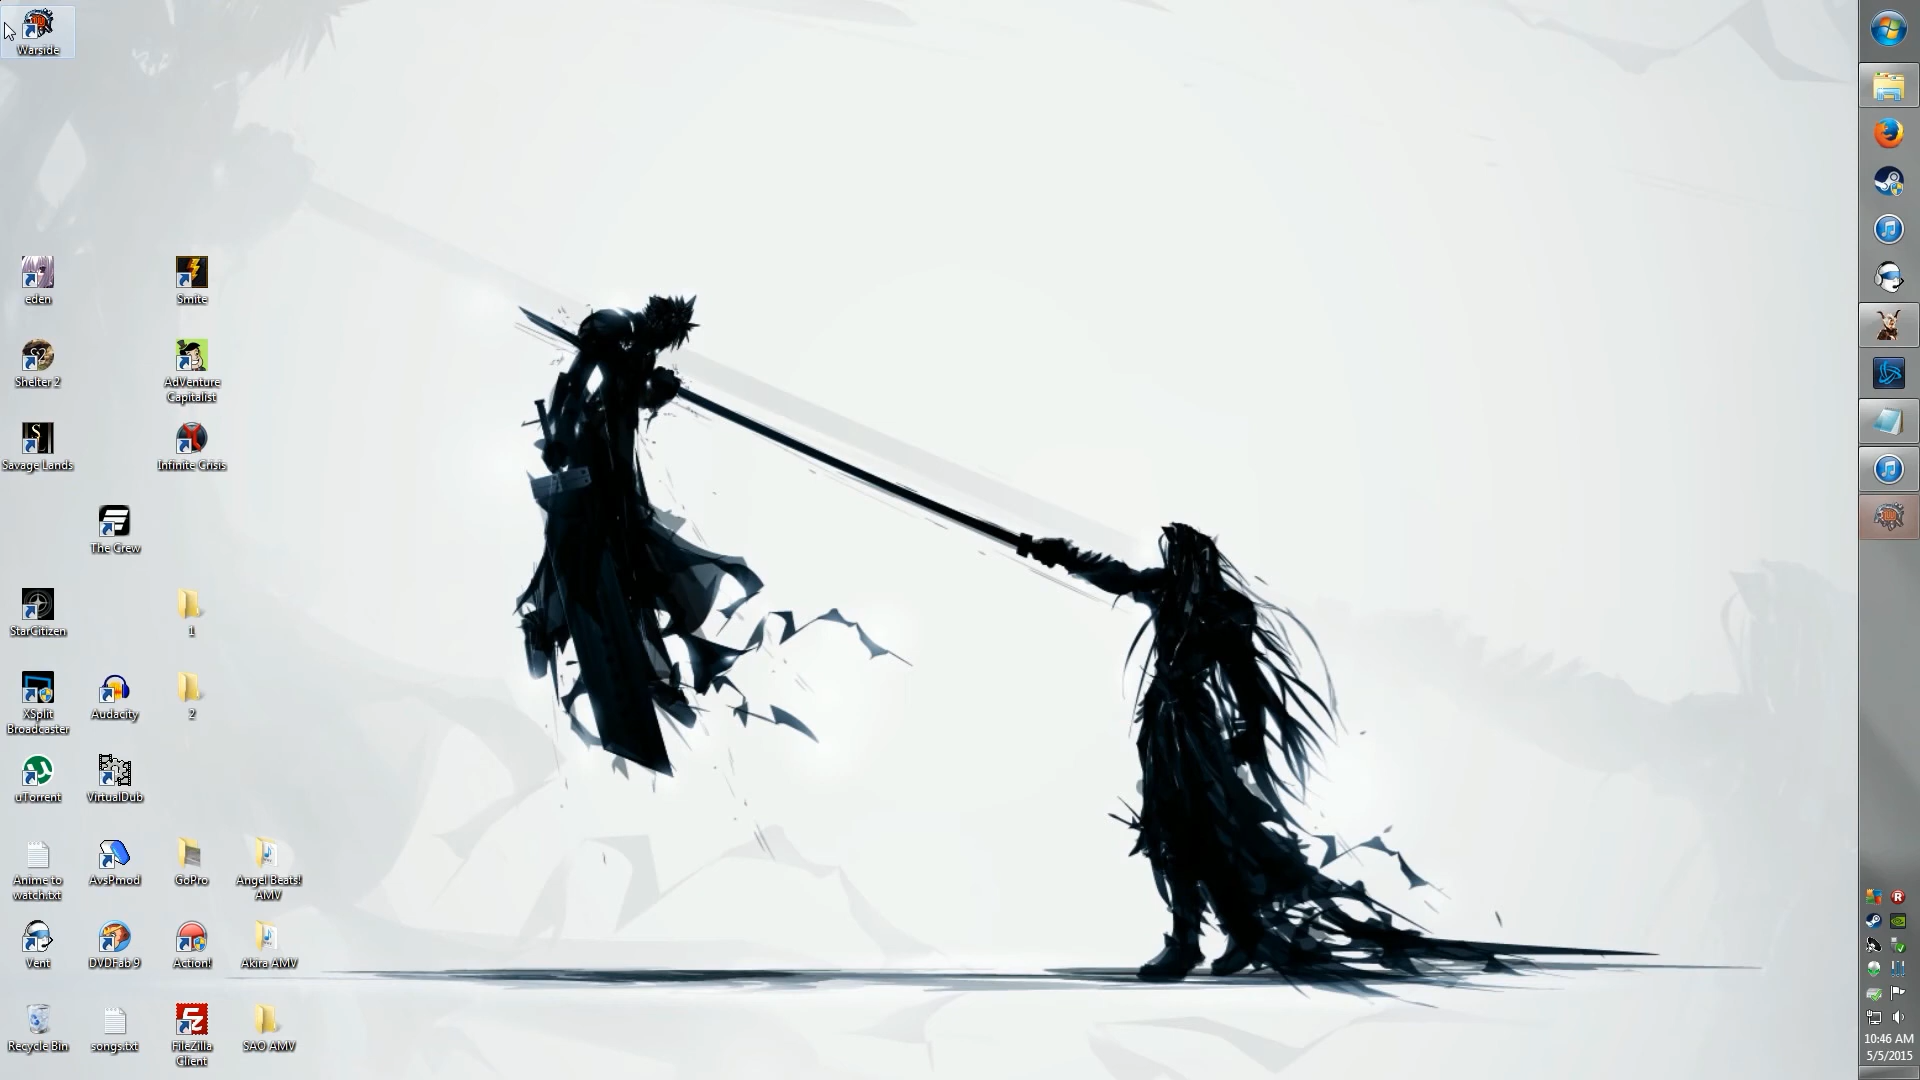 Warside
eden
Smite
Shelter 2
AdVenture
Capitalist
Savage Lands
Infinite Crisis
The Crew
StarCitizen
1
XSplit
Broadcaster
Audacity
2
uTorrent
VirtualDub
Anime to
watch.txt
AvsPmod
GoPro
Angel Beats!
AMV
Vent
DVDFab 9
Action!
Akira AMV
Recycle Bin
songs.txt
FileZilla
Client
SAO AMV
10:46 AM
5/5/2015